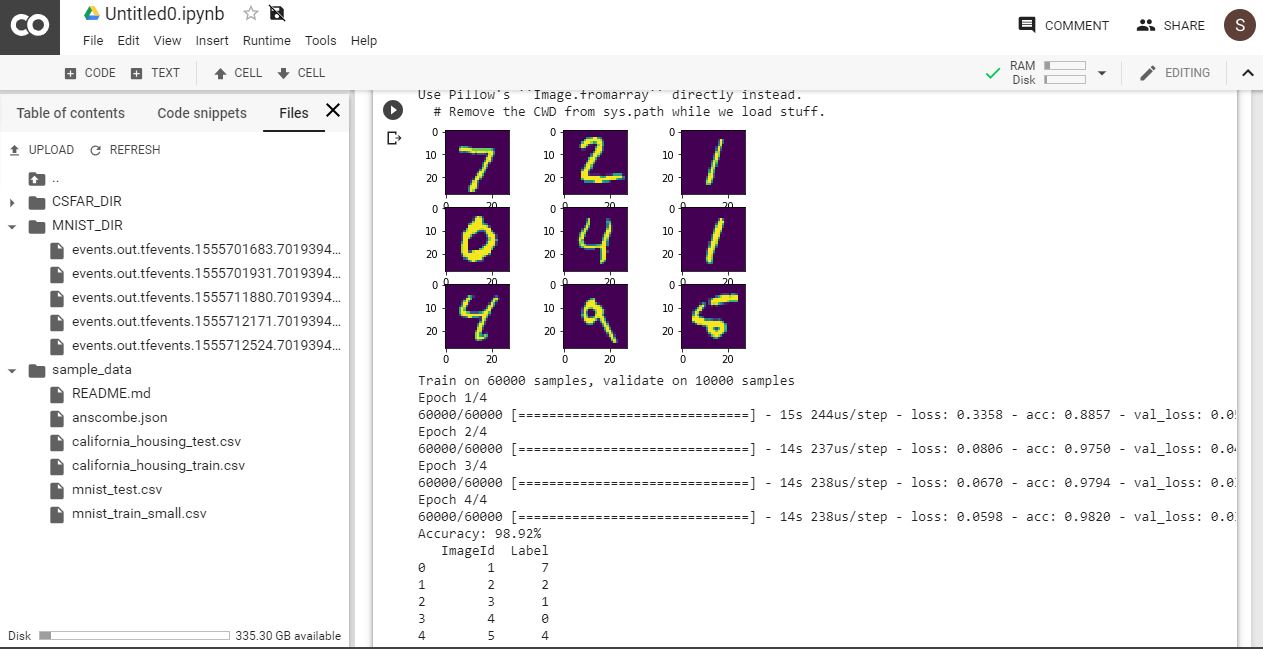 CO Untitled0.ipynb
COMMENT SHARE S
File Edit View Insert Runtime Tools Help
CODE TEXT CELL CELL RAM Disk EDITING
Table of contents Code snippets Files
UPLOAD REFRESH
..
CSFAR_DIR
MNIST_DIR
events.out.tfevents.1555701683.7019394...
events.out.tfevents.1555701931.7019394...
events.out.tfevents.1555711880.7019394...
events.out.tfevents.1555712171.7019394...
events.out.tfevents.1555712524.7019394...
sample_data
README.md
anscombe.json
california_housing_test.csv
california_housing_train.csv
mnist_test.csv
mnist_train_small.csv
Disk 335.30 GB available
Use Pillow's ``Image.fromarray`` directly instead.
# Remove the CWD from sys.path while we load stuff.
0 0 0
10 7 10 2 10 1
20 20 20
0 20 0 20 0 20
0 0 0
10 0 10 4 10 1
20 20 20
0 20 0 20 0 20
0 0 0
10 4 10 9 10 5
20 20 20
0 20 0 20 0 20
Train on 60000 samples, validate on 10000 samples
Epoch 1/4
60000/60000 [==============================] - 15s 244us/step - loss: 0.3358 - acc: 0.8857 - val_loss: 0.0
Epoch 2/4
60000/60000 [==============================] - 14s 237us/step - loss: 0.0806 - acc: 0.9750 - val_loss: 0.0
Epoch 3/4
60000/60000 [==============================] - 14s 238us/step - loss: 0.0670 - acc: 0.9794 - val_loss: 0.0
Epoch 4/4
60000/60000 [==============================] - 14s 238us/step - loss: 0.0598 - acc: 0.9820 - val_loss: 0.0
Accuracy: 98.92%
ImageId Label
0 1 7
1 2 2
2 3 1
3 4 0
4 5 4